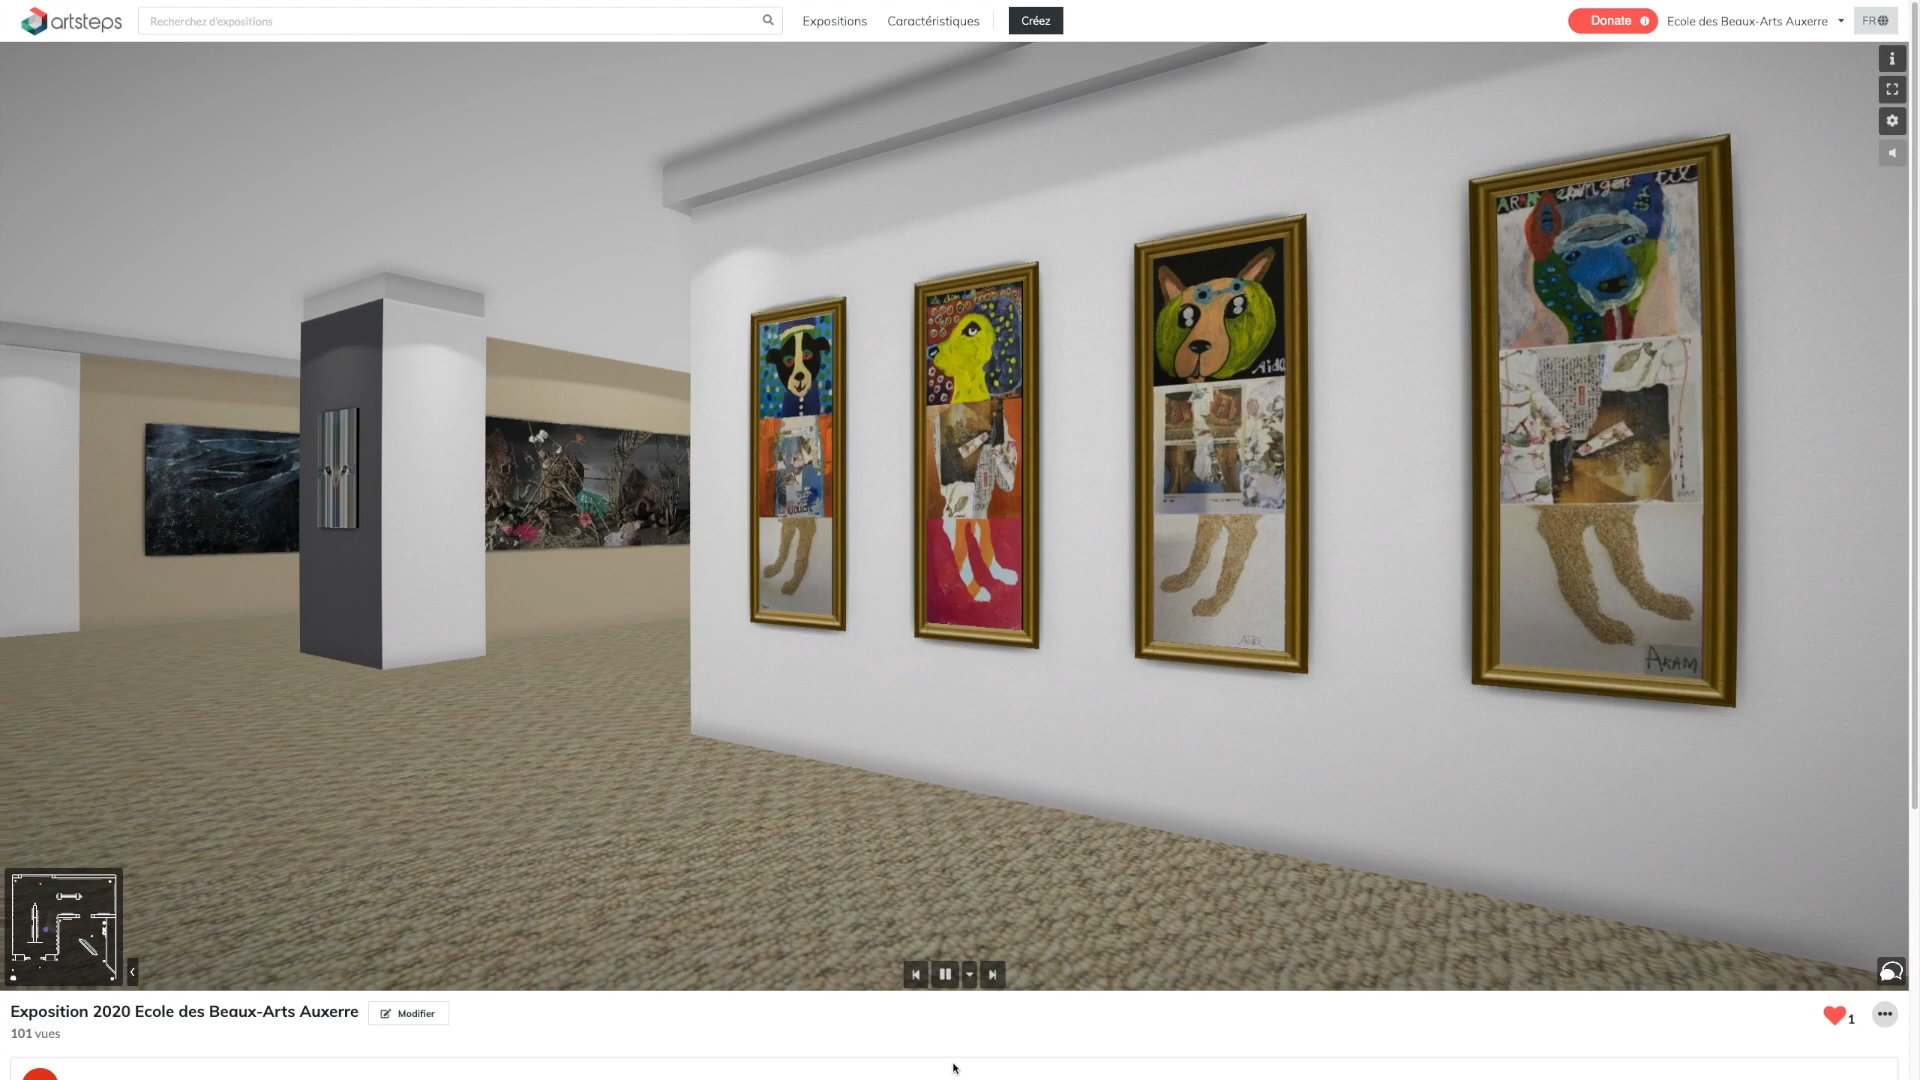 artsteps
Recherchez d'expositions
Expositions
Caractéristiques
Créez
Donate
Ecole des Beaux-Arts Auxerre
FR
Aida
ARAM
Exposition 2020 Ecole des Beaux-Arts Auxerre
Modifier
101 vues
1